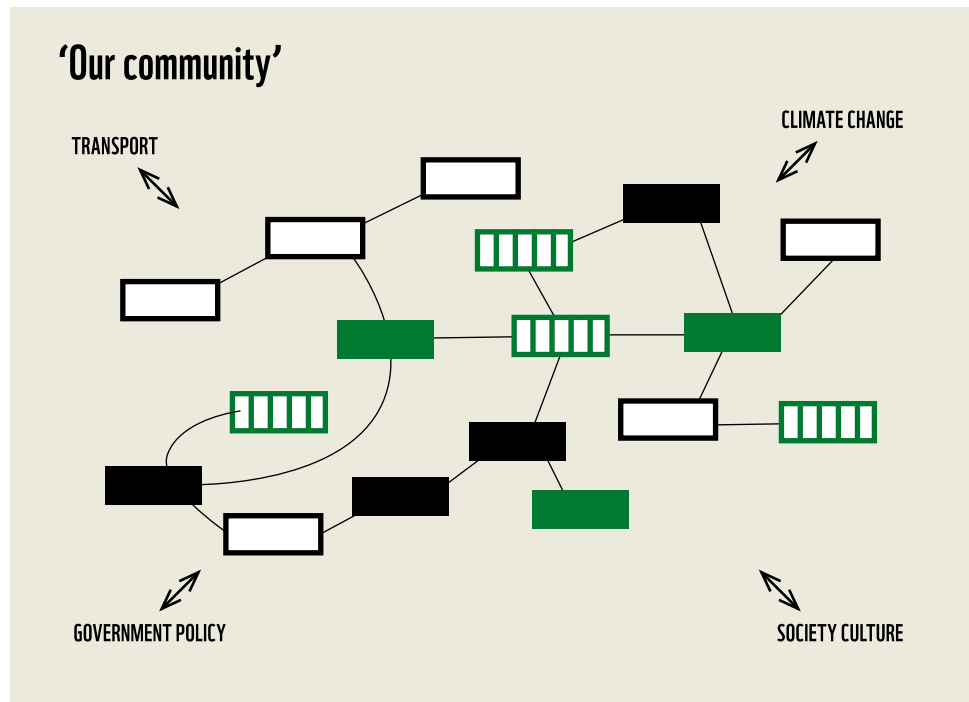 ‘Our community’
TRANSPORT
CLIMATE CHANGE
GOVERNMENT POLICY
SOCIETY CULTURE